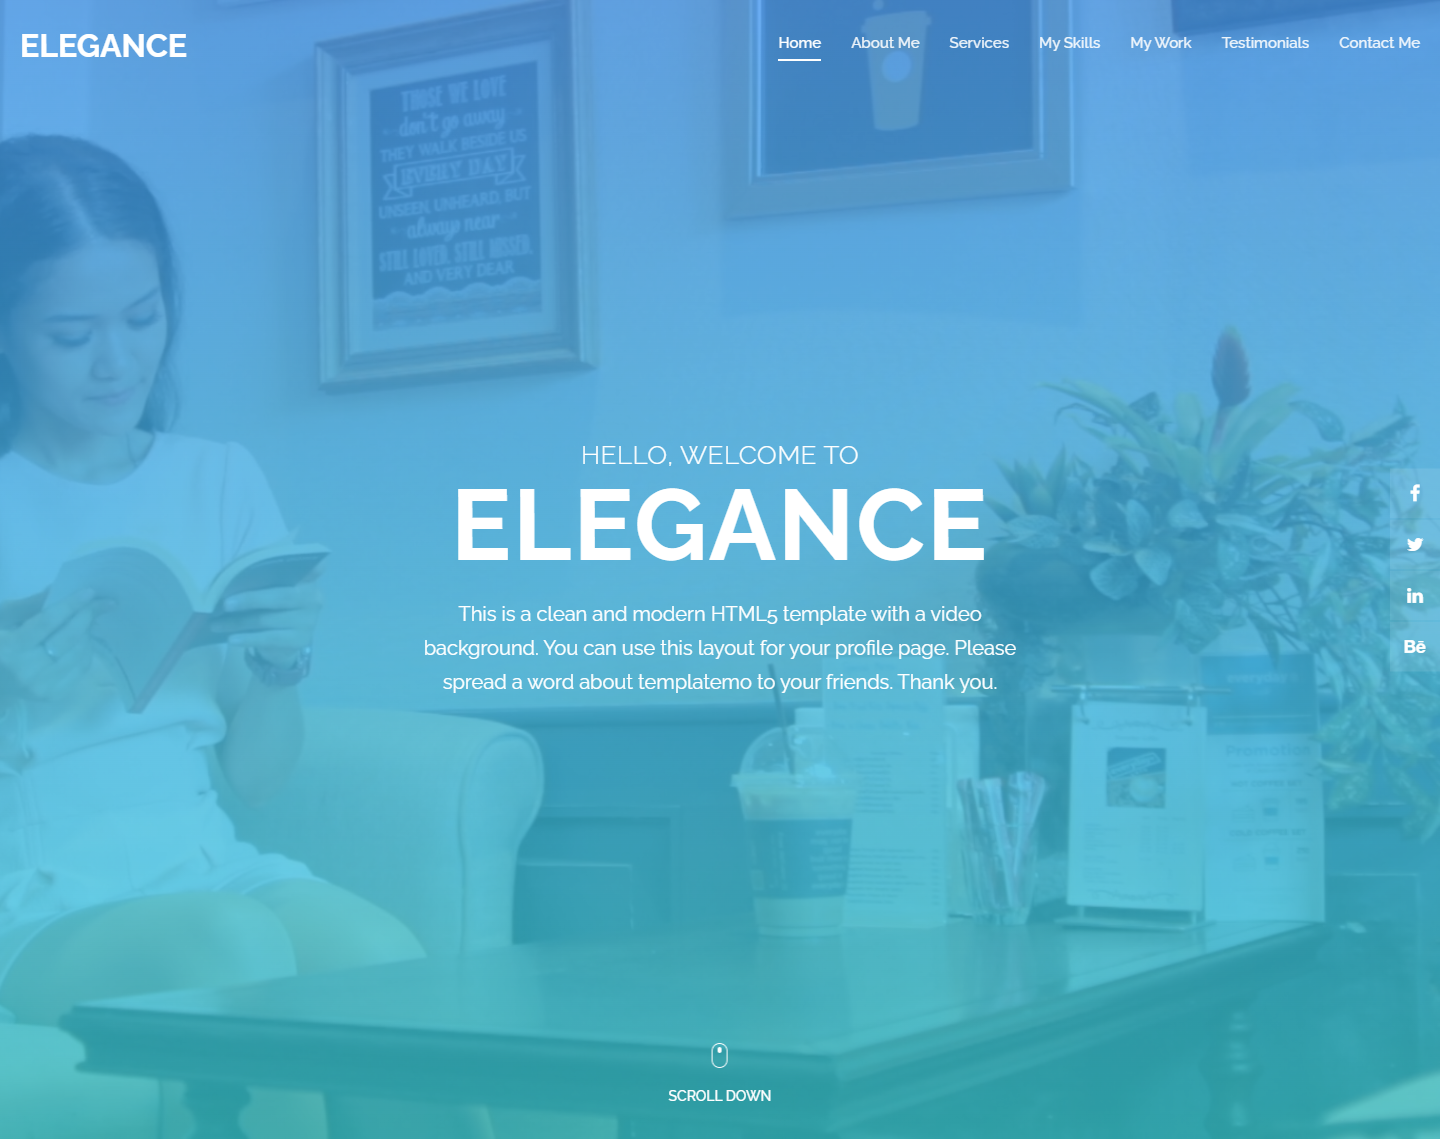 ELEGANCE
Home
About Me
Services
My Skills
My Work
Testimonials
Contact Me
THOSE WE LOVE
don't go away
THEY WALK BESIDE US
EVERY DAY
UNSEEN, UNHEARD, BUT
always near
STILL LOVED, STILL MISSED
AND VERY DEAR
HELLO, WELCOME TO
ELEGANCE
This is a clean and modern HTML5 template with a video
background. You can use this layout for your profile page. Please
spread a word about templatemo to your friends. Thank you.
Bē
everyday's
Promotion
SCROLL DOWN